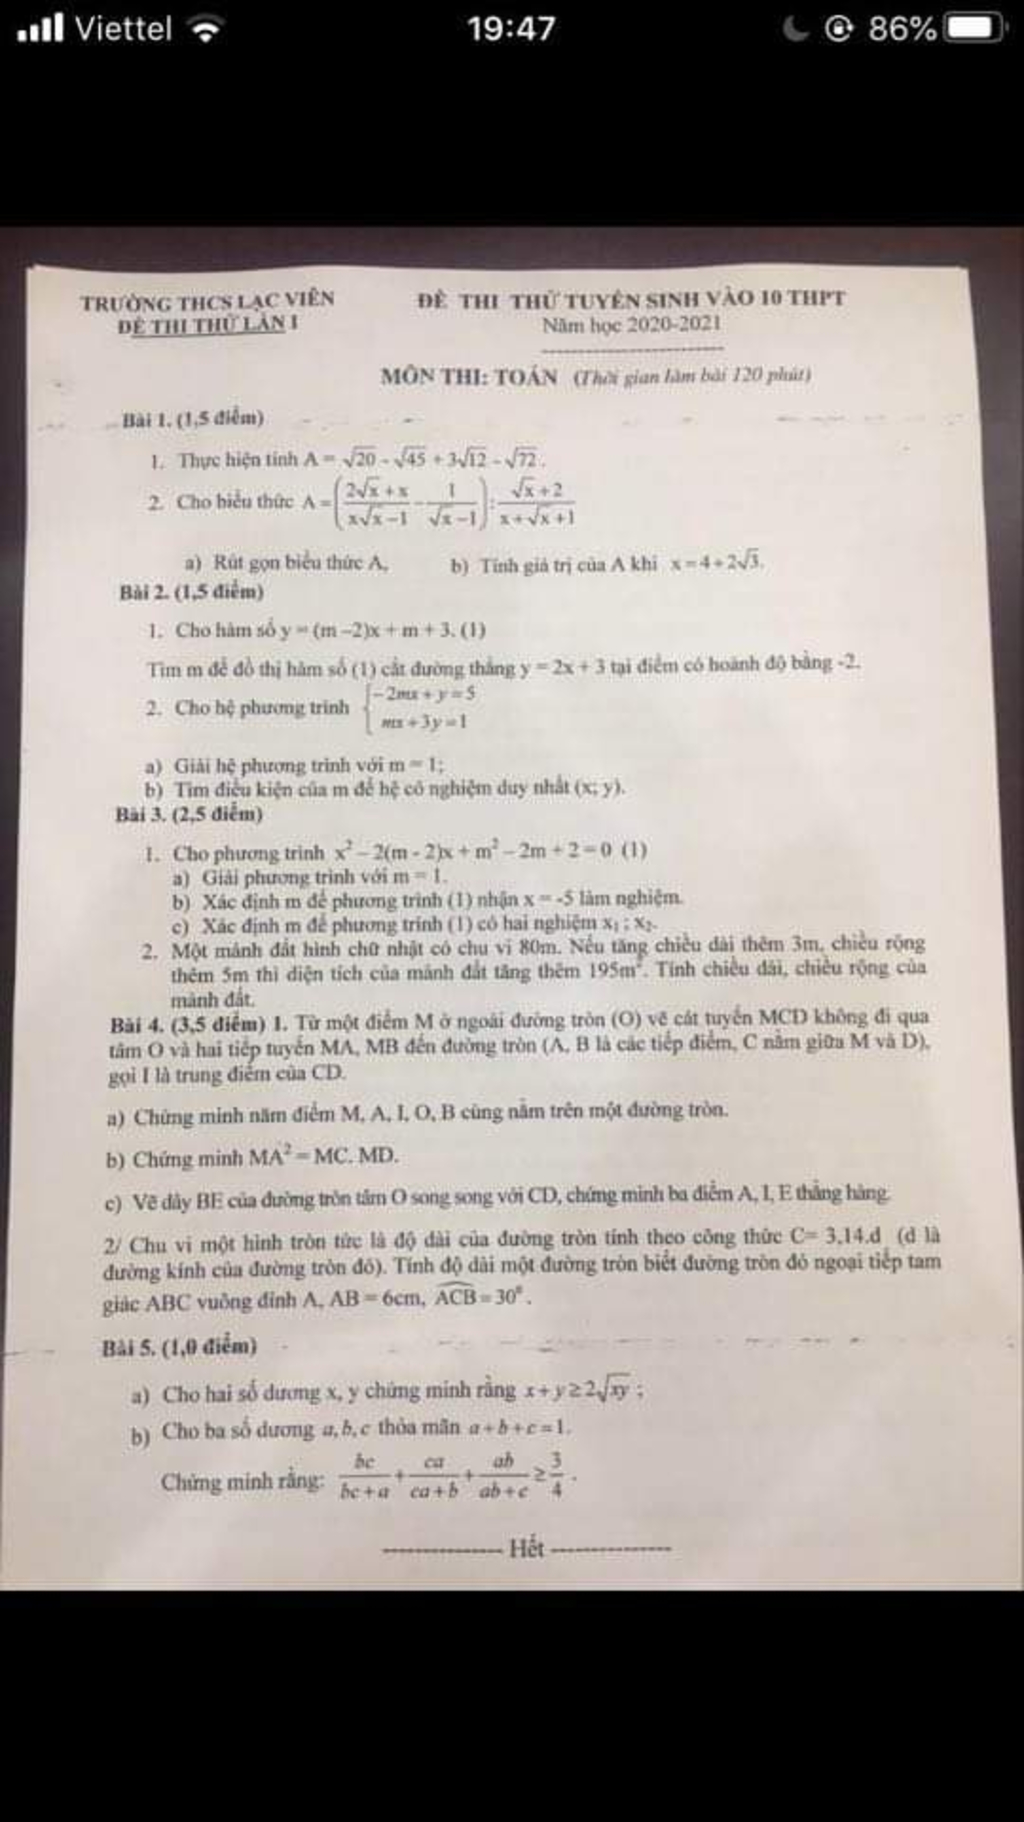 Viettel 19:47 86%
TRƯỜNG THCS LẠC VIÊN
ĐỀ THI THỬ LẦN I
ĐỀ THI THỬ TUYỂN SINH VÀO 10 THPT
Năm học 2020-2021
MÔN THI: TOÁN (Thời gian làm bài 120 phút)
Bài 1. (1,5 điểm)
1. Thực hiện tính A = √20 - √45 + 3√12 - √72.
2. Cho biểu thức A = ((2√x + x)/(x√x - 1) - 1/(√x - 1)) : (√x + 2)/(x + √x + 1)
a) Rút gọn biểu thức A, b) Tính giá trị của A khi x = 4 + 2√3.
Bài 2. (1,5 điểm)
1. Cho hàm số y = (m – 2)x + m + 3. (1)
Tìm m để đồ thị hàm số (1) cắt đường thẳng y = 2x + 3 tại điểm có hoành độ bằng -2.
2. Cho hệ phương trình { -2mx + y = 5
mx + 3y = 1
a) Giải hệ phương trình với m = 1;
b) Tìm điều kiện của m để hệ có nghiệm duy nhất (x; y).
Bài 3. (2,5 điểm)
1. Cho phương trình x² – 2(m - 2)x + m² – 2m + 2 = 0 (1)
a) Giải phương trình với m = 1.
b) Xác định m để phương trình (1) nhận x = -5 làm nghiệm.
c) Xác định m để phương trình (1) có hai nghiệm x₁ ; x₂.
2. Một mảnh đất hình chữ nhật có chu vi 80m. Nếu tăng chiều dài thêm 3m, chiều rộng
thêm 5m thì diện tích của mảnh đất tăng thêm 195m². Tính chiều dài, chiều rộng của
mảnh đất.
Bài 4. (3,5 điểm) 1. Từ một điểm M ở ngoài đường tròn (O) vẽ cát tuyến MCD không đi qua
tâm O và hai tiếp tuyến MA, MB đến đường tròn (A, B là các tiếp điểm, C nằm giữa M và D),
gọi I là trung điểm của CD.
a) Chứng minh năm điểm M, A, I, O, B cùng nằm trên một đường tròn.
b) Chứng minh MA² = MC. MD.
c) Vẽ dây BE của đường tròn tâm O song song với CD, chứng minh ba điểm A, I, E thẳng hàng.
2/ Chu vi một hình tròn tức là độ dài của đường tròn tính theo công thức C= 3,14.d (d là
đường kính của đường tròn đó). Tính độ dài một đường tròn biết đường tròn đó ngoại tiếp tam
giác ABC vuông đỉnh A, AB = 6cm, ACB = 30°.
Bài 5. (1,0 điểm)
a) Cho hai số dương x, y chứng minh rằng x + y ≥ 2√xy ;
b) Cho ba số dương a, b, c thỏa mãn a + b + c = 1.
Chứng minh rằng: bc/(bc + a) + ca/(ca + b) + ab/(ab + c) ≥ 3/4.
Hết